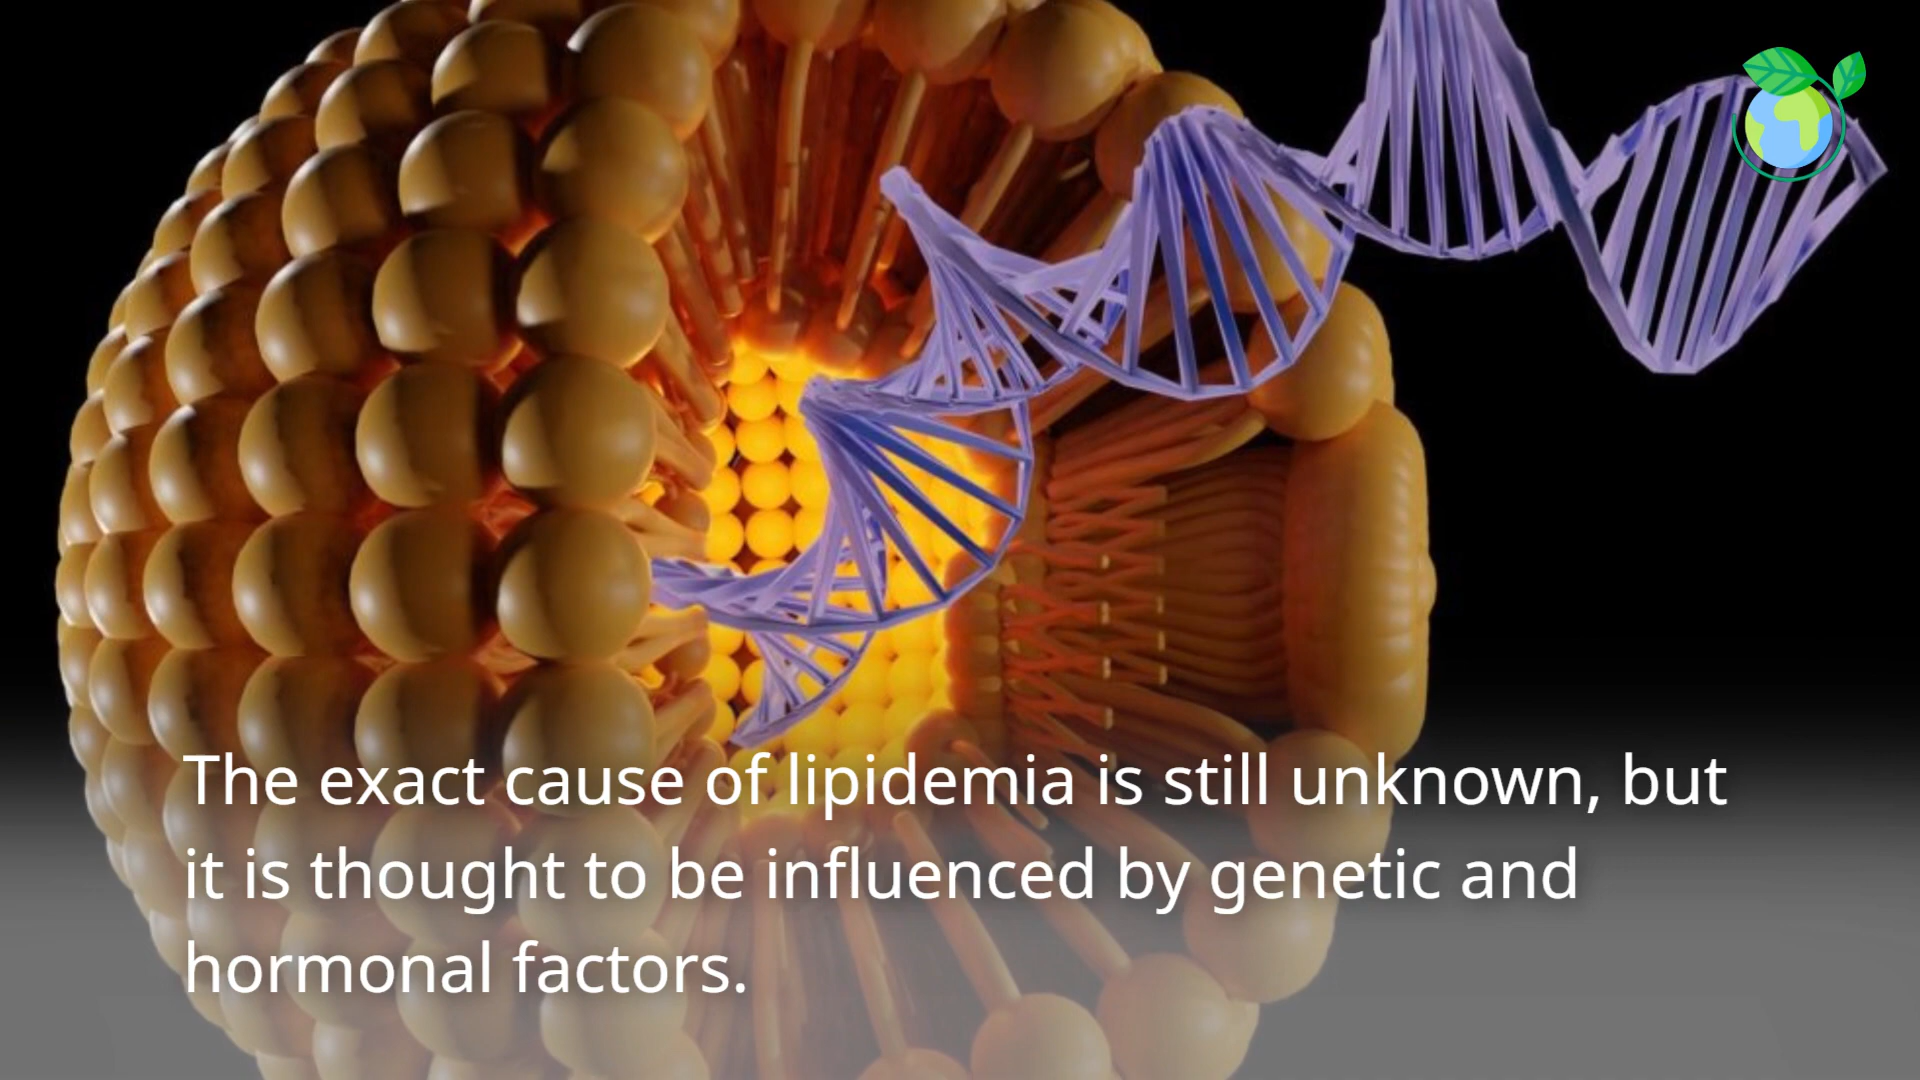 The exact cause of lipidemia is still unknown, but
it is thought to be influenced by genetic and
hormonal factors.